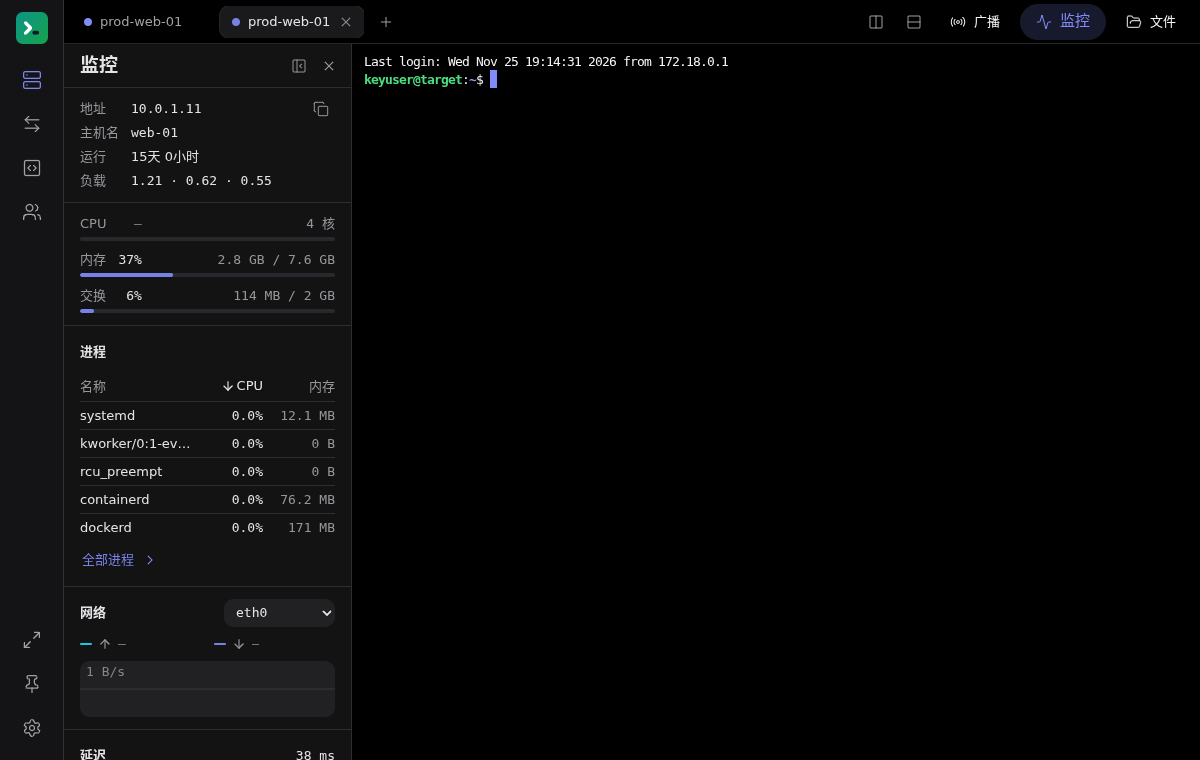 prod-web-01
prod-web-01
广播
监控
文件
监控
地址 10.0.1.11
主机名 web-01
运行 15天 0小时
负载 1.21 · 0.62 · 0.55
CPU — 4 核
内存 37% 2.8 GB / 7.6 GB
交换 6% 114 MB / 2 GB
进程
名称 CPU 内存
systemd 0.0% 12.1 MB
kworker/0:1-ev… 0.0% 0 B
rcu_preempt 0.0% 0 B
containerd 0.0% 76.2 MB
dockerd 0.0% 171 MB
全部进程
网络 eth0
— —
1 B/s
延迟 38 ms
Last login: Wed Nov 25 19:14:31 2026 from 172.18.0.1
keyuser@target:~$